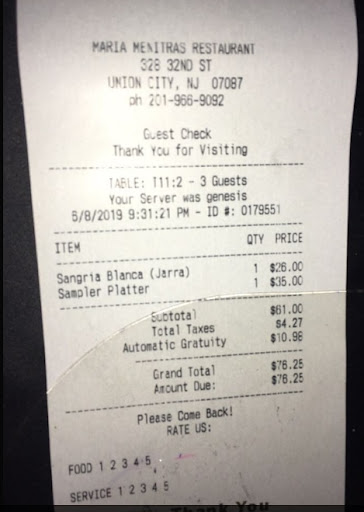 MARIA MENITRAS RESTAURANT
328 32ND ST
UNION CITY, NJ 07087
ph 201-966-9092
Guest Check
Thank You for Visiting
TABLE: T11:2 - 3 Guests
Your Server was genesis
6/8/2019 9:31:21 PM - ID #: 0179551
ITEM QTY PRICE
Sangria Blanca (Jarra) 1 $26.00
Sampler Platter 1 $35.00
Subtotal $61.00
Total Taxes $4.27
Automatic Gratuity $10.98
Grand Total $76.25
Amount Due: $76.25
Please Come Back!
RATE US:
FOOD 1 2 3 4 5
SERVICE 1 2 3 4 5
Thank You